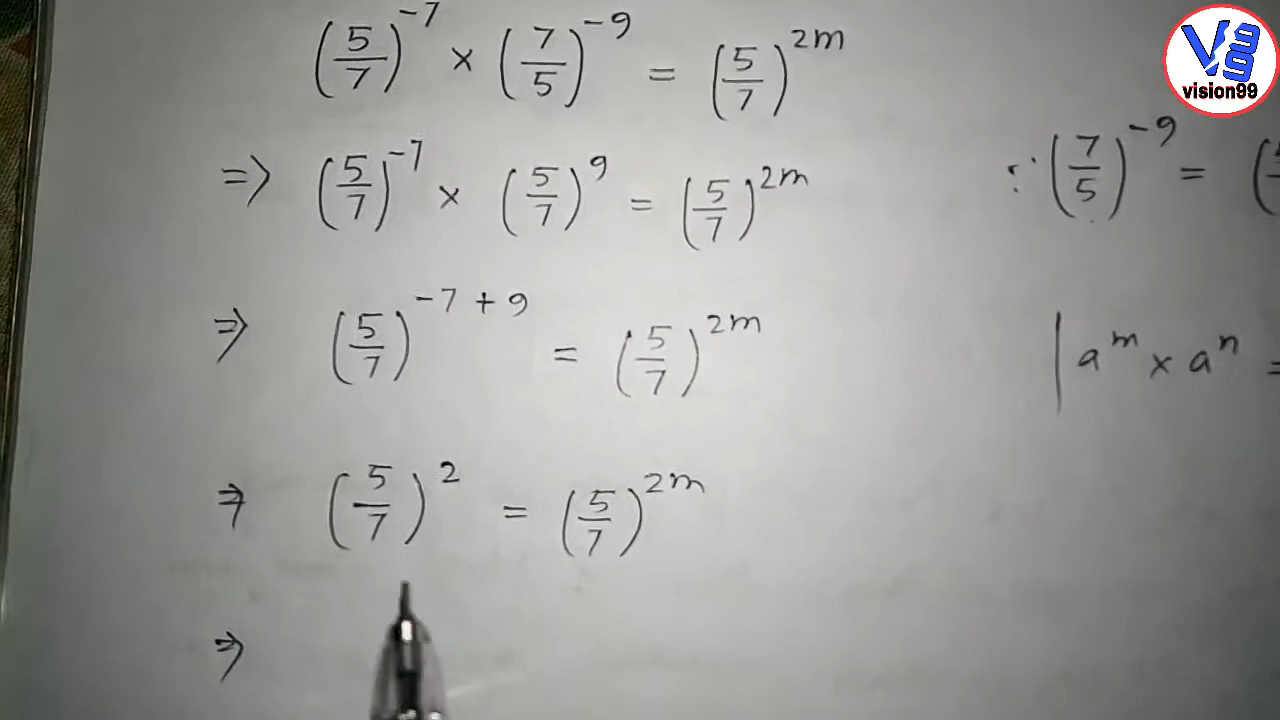 (5/7)^-7 × (7/5)^-9 = (5/7)^2m
⇒ (5/7)^-7 × (5/7)^9 = (5/7)^2m
∵ (7/5)^-9 = (
⇒ (5/7)^-7+9 = (5/7)^2m
| a^m × a^n =
⇒ (5/7)^2 = (5/7)^2m
⇒
V99
vision99